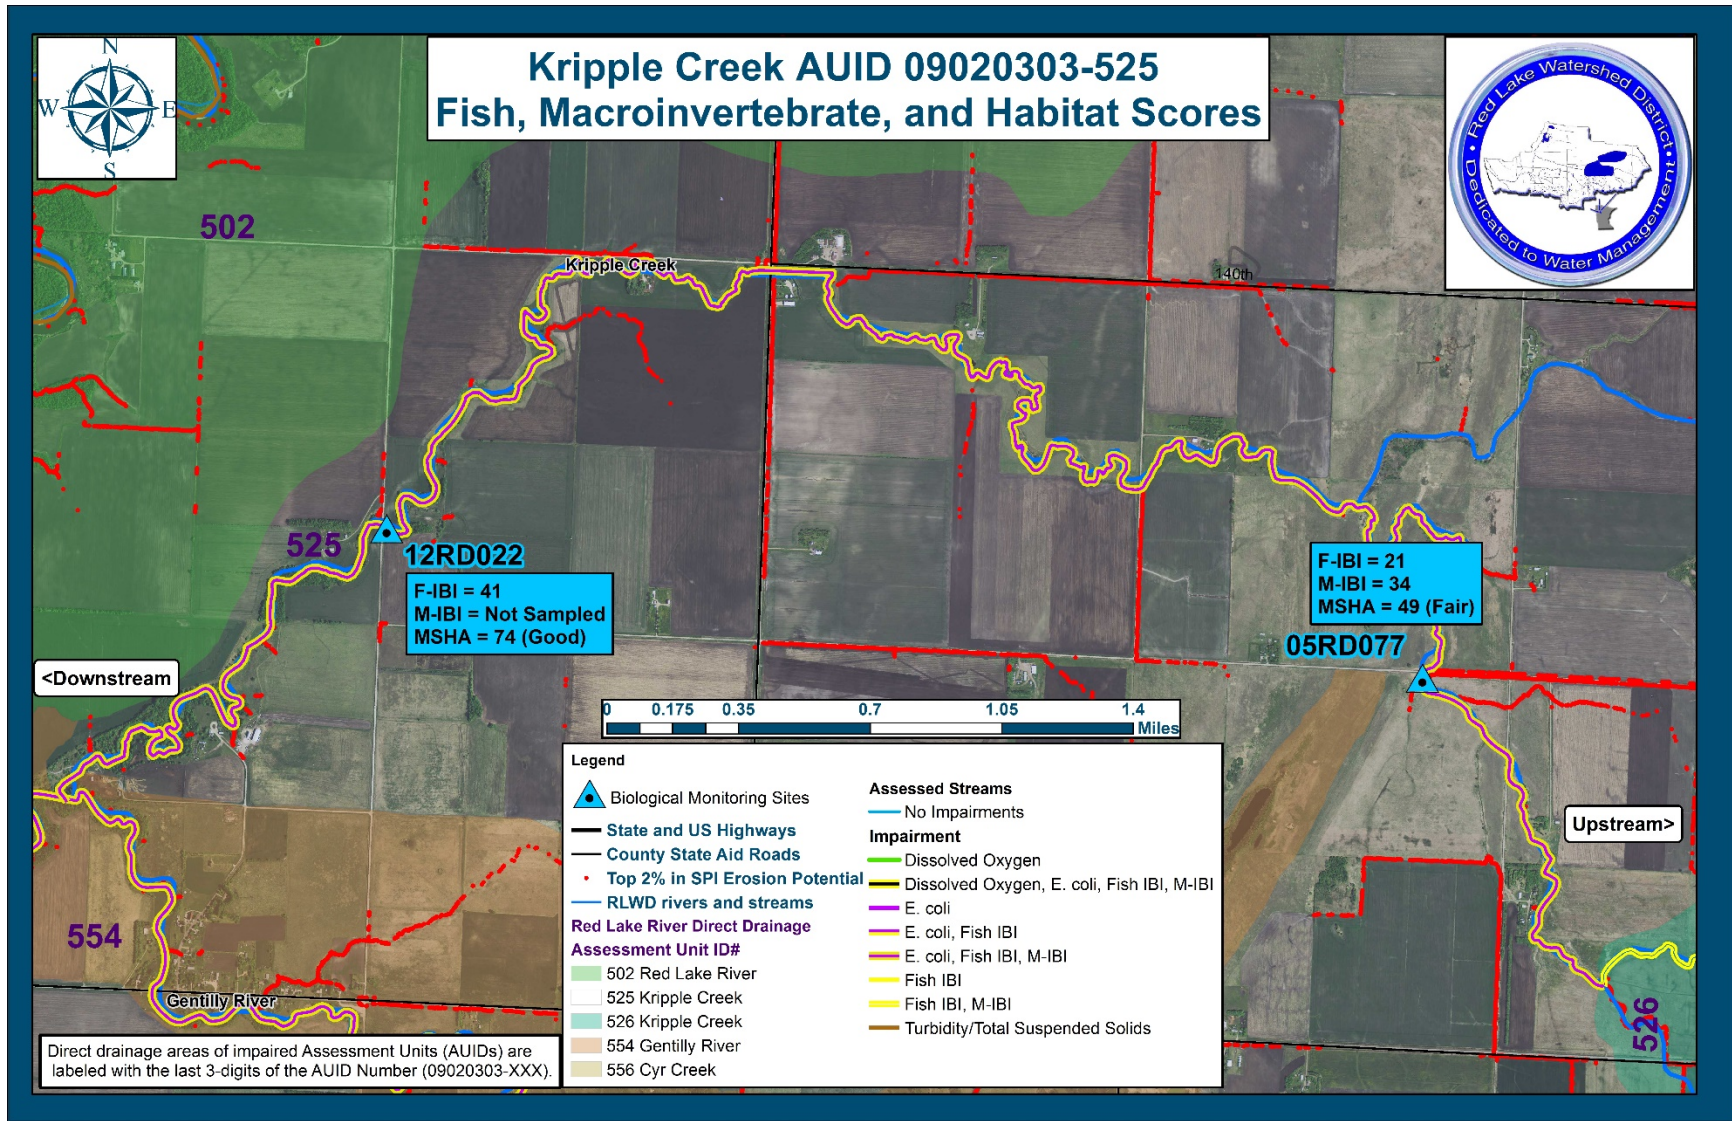 N
W
E
S
Kripple Creek AUID 09020303-525
Fish, Macroinvertebrate, and Habitat Scores
• Red Lake Watershed District •
Dedicated to Water Management
502
Kripple Creek
140th
525
12RD022
F-IBI = 41
M-IBI = Not Sampled
MSHA = 74 (Good)
F-IBI = 21
M-IBI = 34
MSHA = 49 (Fair)
05RD077
<Downstream
0 0.175 0.35 0.7 1.05 1.4
Miles
Upstream>
554
Gentilly River
526
Legend
Biological Monitoring Sites
State and US Highways
County State Aid Roads
Top 2% in SPI Erosion Potential
RLWD rivers and streams
Red Lake River Direct Drainage
Assessment Unit ID#
502 Red Lake River
525 Kripple Creek
526 Kripple Creek
554 Gentilly River
556 Cyr Creek
Assessed Streams
No Impairments
Impairment
Dissolved Oxygen
Dissolved Oxygen, E. coli, Fish IBI, M-IBI
E. coli
E. coli, Fish IBI
E. coli, Fish IBI, M-IBI
Fish IBI
Fish IBI, M-IBI
Turbidity/Total Suspended Solids
Direct drainage areas of impaired Assessment Units (AUIDs) are
labeled with the last 3-digits of the AUID Number (09020303-XXX).